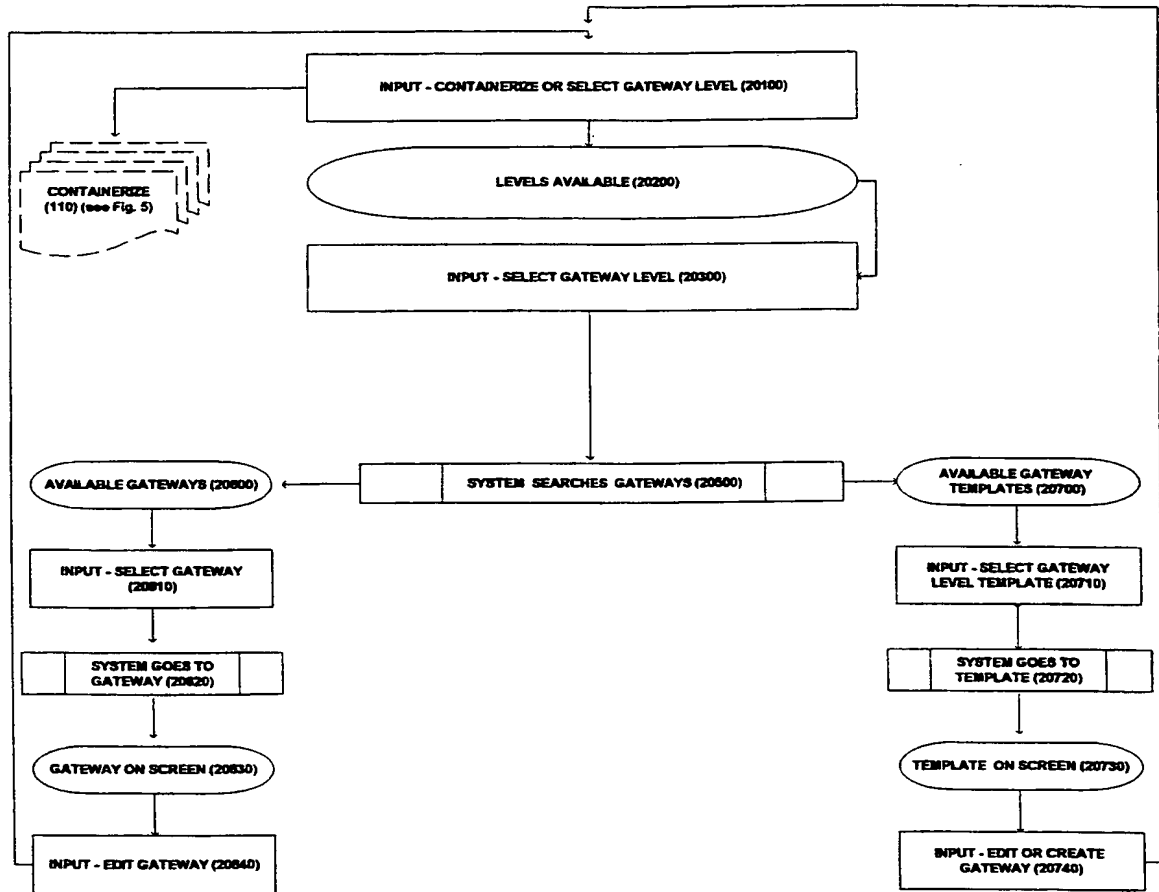 INPUT - CONTAINERIZE OR SELECT GATEWAY LEVEL (20100)
CONTAINERIZE
(110) (see Fig. 5)
LEVELS AVAILABLE (20200)
INPUT - SELECT GATEWAY LEVEL (20300)
SYSTEM SEARCHES GATEWAYS (20500)
AVAILABLE GATEWAYS (20600)
INPUT - SELECT GATEWAY
(20610)
SYSTEM GOES TO
GATEWAY (20620)
GATEWAY ON SCREEN (20630)
INPUT - EDIT GATEWAY (20640)
AVAILABLE GATEWAY
TEMPLATES (20700)
INPUT - SELECT GATEWAY
LEVEL TEMPLATE (20710)
SYSTEM GOES TO
TEMPLATE (20720)
TEMPLATE ON SCREEN (20730)
INPUT - EDIT OR CREATE
GATEWAY (20740)